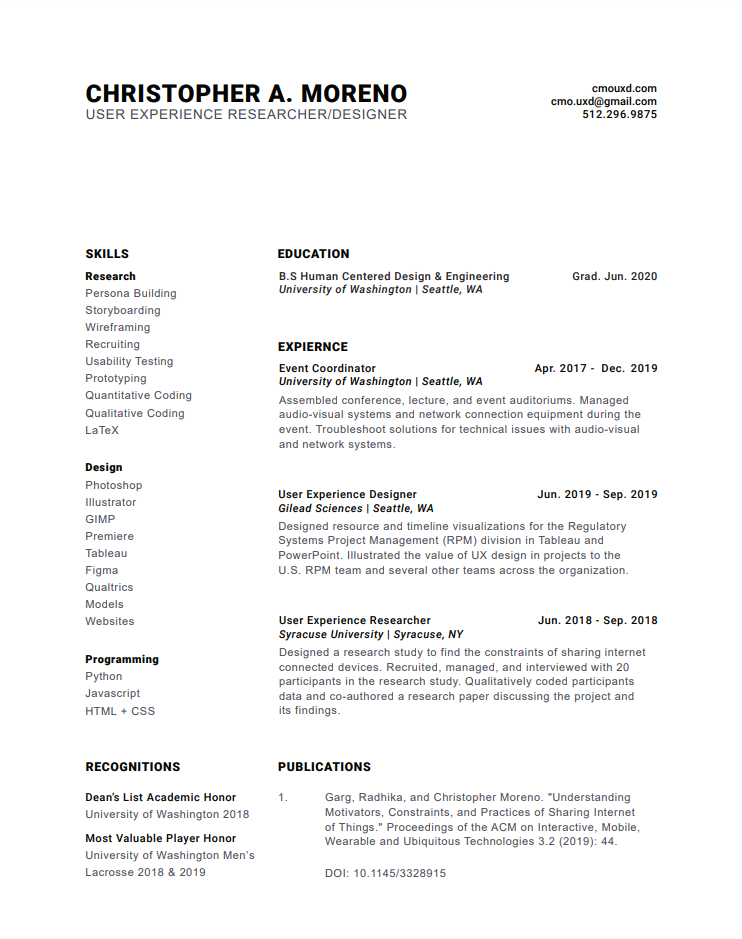 CHRISTOPHER A. MORENO
USER EXPERIENCE RESEARCHER/DESIGNER
cmouxd.com
cmo.uxd@gmail.com
512.296.9875
SKILLS
Research
Persona Building
Storyboarding
Wireframing
Recruiting
Usability Testing
Prototyping
Quantitative Coding
Qualitative Coding
LaTeX
Design
Photoshop
Illustrator
GIMP
Premiere
Tableau
Figma
Qualtrics
Models
Websites
Programming
Python
Javascript
HTML + CSS
RECOGNITIONS
Dean's List Academic Honor
University of Washington 2018
Most Valuable Player Honor
University of Washington Men's
Lacrosse 2018 & 2019
EDUCATION
B.S Human Centered Design & Engineering Grad. Jun. 2020
University of Washington | Seattle, WA
EXPIERNCE
Event Coordinator Apr. 2017 - Dec. 2019
University of Washington | Seattle, WA
Assembled conference, lecture, and event auditoriums. Managed
audio-visual systems and network connection equipment during the
event. Troubleshoot solutions for technical issues with audio-visual
and network systems.
User Experience Designer Jun. 2019 - Sep. 2019
Gilead Sciences | Seattle, WA
Designed resource and timeline visualizations for the Regulatory
Systems Project Management (RPM) division in Tableau and
PowerPoint. Illustrated the value of UX design in projects to the
U.S. RPM team and several other teams across the organization.
User Experience Researcher Jun. 2018 - Sep. 2018
Syracuse University | Syracuse, NY
Designed a research study to find the constraints of sharing internet
connected devices. Recruited, managed, and interviewed with 20
participants in the research study. Qualitatively coded participants
data and co-authored a research paper discussing the project and
its findings.
PUBLICATIONS
1. Garg, Radhika, and Christopher Moreno. "Understanding
Motivators, Constraints, and Practices of Sharing Internet
of Things." Proceedings of the ACM on Interactive, Mobile,
Wearable and Ubiquitous Technologies 3.2 (2019): 44.
DOI: 10.1145/3328915